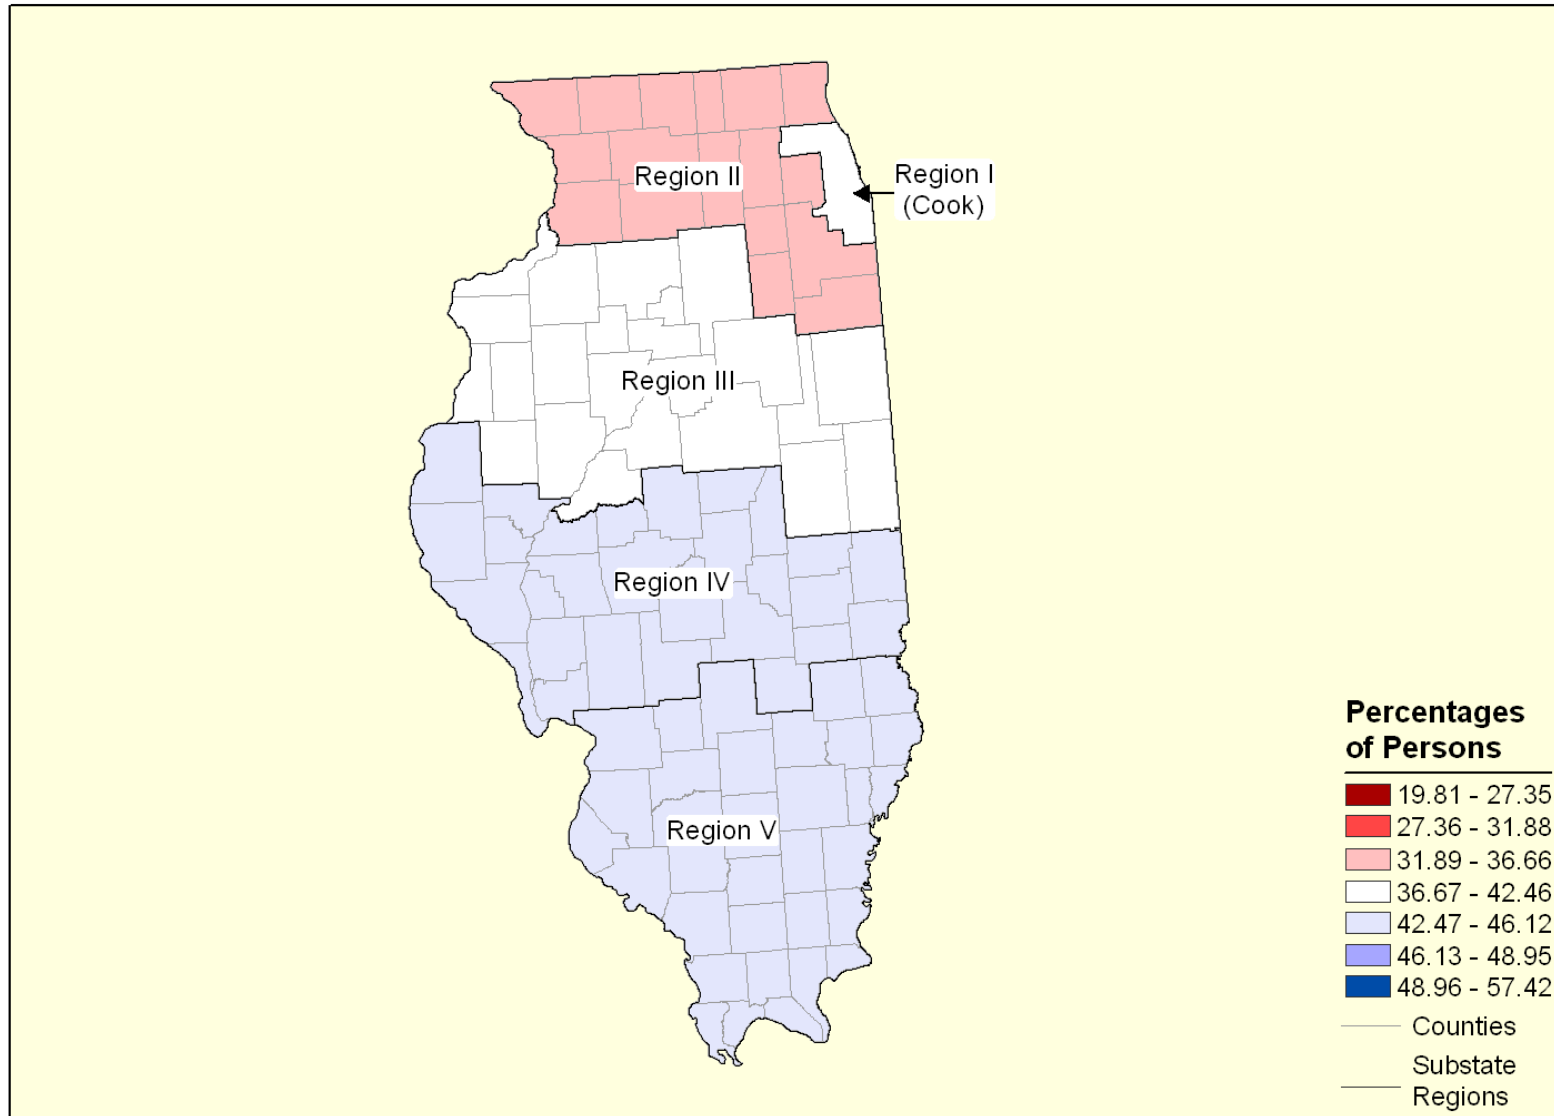 Region II
Region I
(Cook)
Region III
Region IV
Region V
Percentages
of Persons
19.81 - 27.35
27.36 - 31.88
31.89 - 36.66
36.67 - 42.46
42.47 - 46.12
46.13 - 48.95
48.96 - 57.42
Counties
Substate
Regions